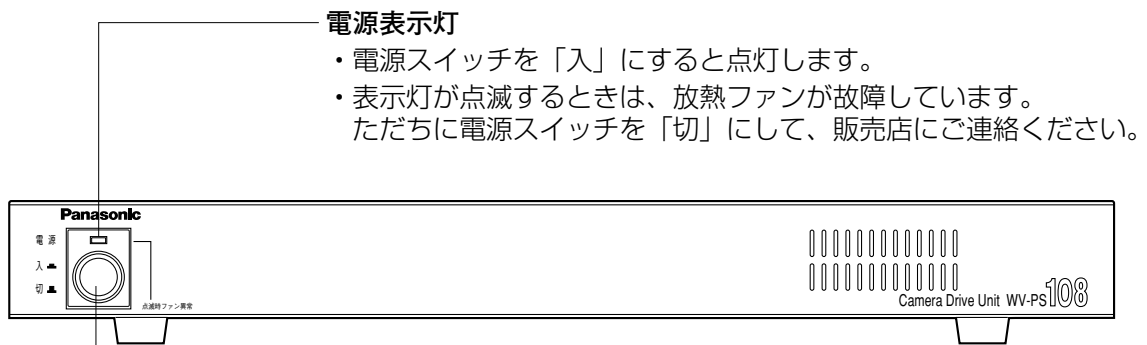 電源表示灯
・電源スイッチを「入」にすると点灯します。
・表示灯が点滅するときは、放熱ファンが故障しています。
ただちに電源スイッチを「切」にして、販売店にご連絡ください。
Panasonic
電源
入
切
点滅時ファン異常
Camera Drive Unit WV-PS108